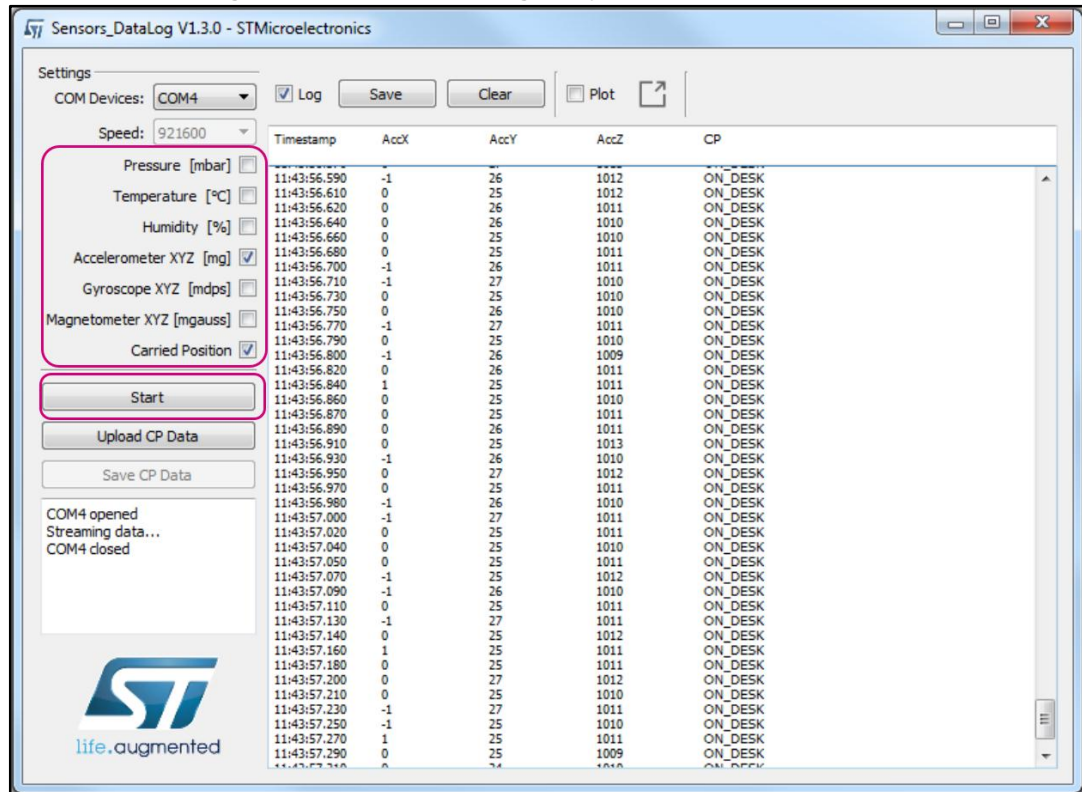 Sensors_DataLog V1.3.0 - STMicroelectronics
Settings
COM Devices: COM4
Speed: 921600
Pressure [mbar]
Temperature [°C]
Humidity [%]
Accelerometer XYZ [mg]
Gyroscope XYZ [mdps]
Magnetometer XYZ [mgauss]
Carried Position
Start
Upload CP Data
Save CP Data
COM4 opened
Streaming data...
COM4 closed
ST
life.augmented
Log Save Clear Plot
Timestamp AccX AccY AccZ CP
11:43:56.590 -1 26 1012 ON_DESK
11:43:56.610 0 25 1012 ON_DESK
11:43:56.620 0 26 1011 ON_DESK
11:43:56.640 0 26 1010 ON_DESK
11:43:56.660 0 25 1010 ON_DESK
11:43:56.680 0 25 1011 ON_DESK
11:43:56.700 -1 26 1011 ON_DESK
11:43:56.710 -1 27 1010 ON_DESK
11:43:56.730 0 25 1010 ON_DESK
11:43:56.750 0 26 1010 ON_DESK
11:43:56.770 -1 27 1011 ON_DESK
11:43:56.790 0 25 1010 ON_DESK
11:43:56.800 -1 26 1009 ON_DESK
11:43:56.820 0 26 1011 ON_DESK
11:43:56.840 1 25 1011 ON_DESK
11:43:56.860 0 25 1010 ON_DESK
11:43:56.870 0 25 1011 ON_DESK
11:43:56.890 0 26 1011 ON_DESK
11:43:56.910 0 25 1013 ON_DESK
11:43:56.930 -1 26 1010 ON_DESK
11:43:56.950 0 27 1012 ON_DESK
11:43:56.970 0 25 1011 ON_DESK
11:43:56.980 -1 26 1010 ON_DESK
11:43:57.000 -1 27 1011 ON_DESK
11:43:57.020 0 25 1011 ON_DESK
11:43:57.040 0 25 1010 ON_DESK
11:43:57.050 0 25 1011 ON_DESK
11:43:57.070 -1 25 1012 ON_DESK
11:43:57.090 -1 26 1010 ON_DESK
11:43:57.110 0 25 1011 ON_DESK
11:43:57.130 -1 27 1011 ON_DESK
11:43:57.140 0 25 1012 ON_DESK
11:43:57.160 1 25 1011 ON_DESK
11:43:57.180 0 25 1011 ON_DESK
11:43:57.200 0 27 1012 ON_DESK
11:43:57.210 0 25 1010 ON_DESK
11:43:57.230 -1 27 1011 ON_DESK
11:43:57.250 -1 25 1010 ON_DESK
11:43:57.270 1 25 1011 ON_DESK
11:43:57.290 0 25 1009 ON_DESK